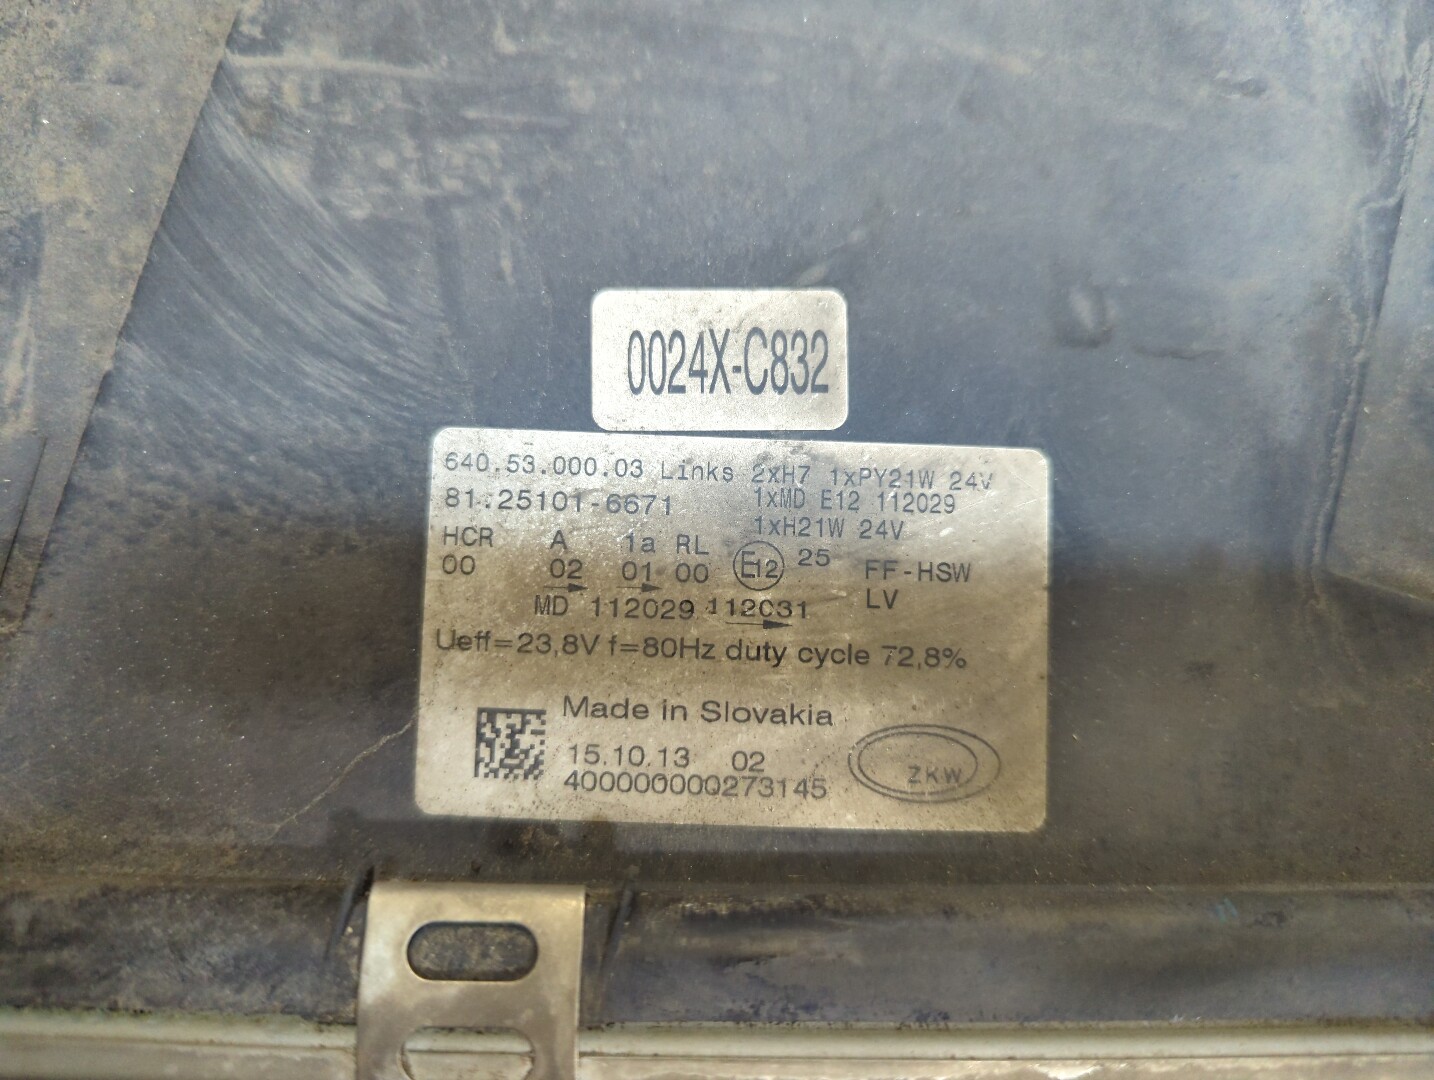 0024X-C832
640.53.000.03 Links 2xH7 1xPY21W 24V
81.25101-6671 1xMD E12 112029
1xH21W 24V
HCR A 1a RL
00 02 01 00 E12 25 FF-HSW
MD 112029 112031 LV
Ueff=23,8V f=80Hz duty cycle 72,8%
Made in Slovakia
15.10.13 02
400000000273145
ZKW